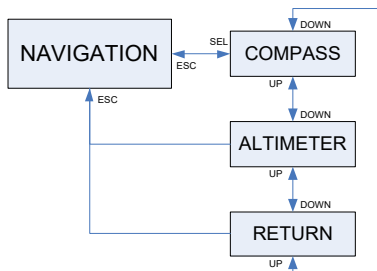 DOWN
NAVIGATION
SEL
ESC
COMPASS
UP
ESC
DOWN
ALTIMETER
UP
DOWN
RETURN
UP